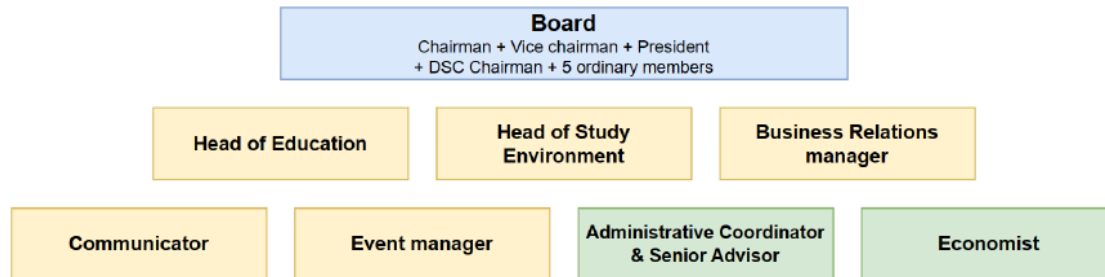 Board
Chairman + Vice chairman + President
+ DSC Chairman + 5 ordinary members
Head of Education
Head of Study
Environment
Business Relations
manager
Communicator
Event manager
Administrative Coordinator
& Senior Advisor
Economist